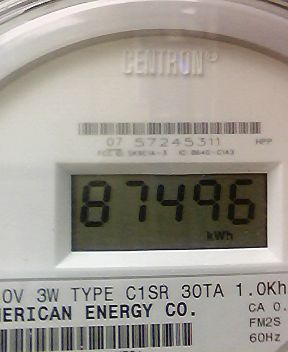 CENTRON®
07 57245311 HPP
87496
kWh
0V 3W TYPE C1SR 30TA 1.0Kh
MERICAN ENERGY CO.
CA 0.
FM2S
60Hz